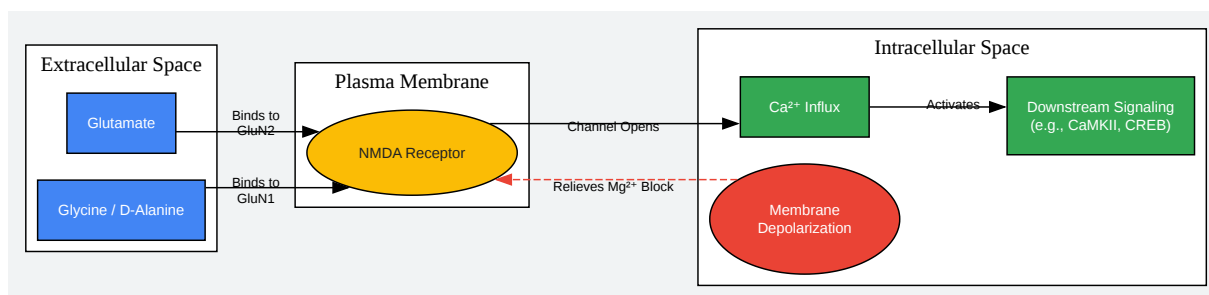 Extracellular Space
Glutamate
Glycine / D-Alanine
Binds to
GluN2
Binds to
GluN1
Plasma Membrane
NMDA Receptor
Channel Opens
Relieves Mg²⁺ Block
Intracellular Space
Ca²⁺ Influx
Activates
Downstream Signaling
(e.g., CaMKII, CREB)
Membrane
Depolarization